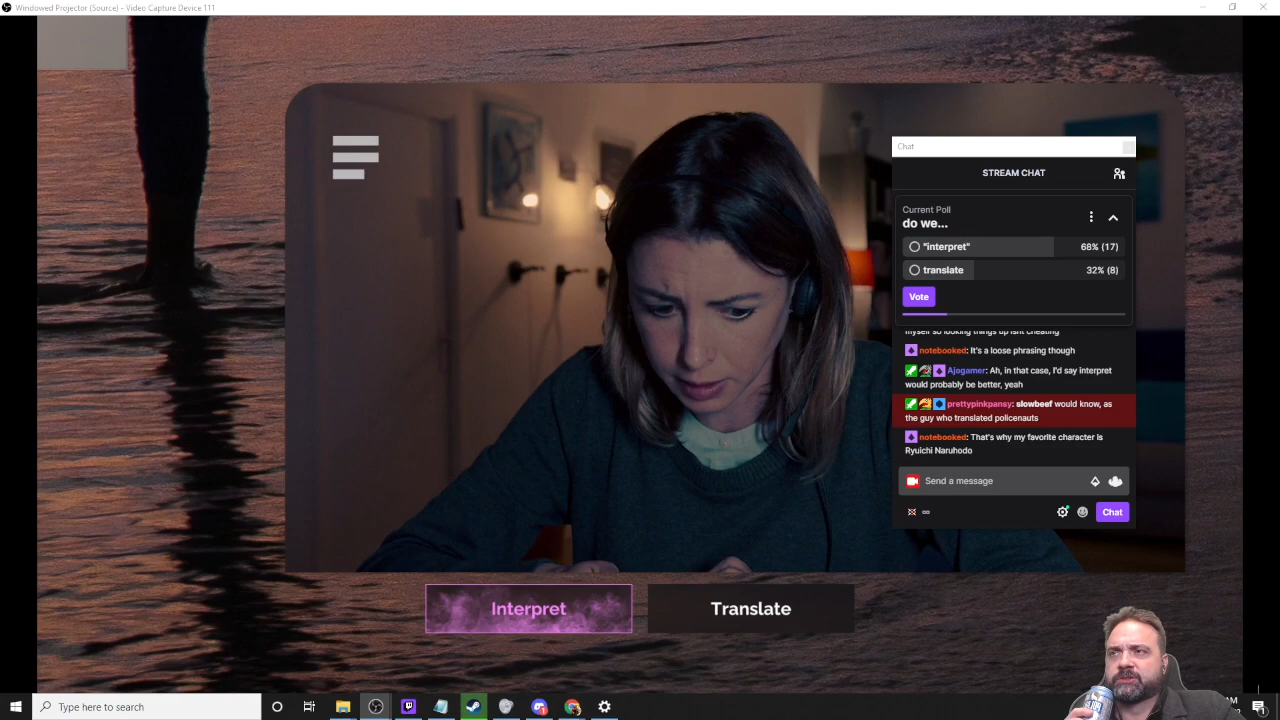 Windowed Projector (Source) - Video Capture Device 111
Chat
STREAM CHAT
Current Poll
do we...
"interpret" 68% (17)
translate 32% (8)
Vote
myself so looking things up isnt cheating
notebooked: It's a loose phrasing though
Ajogamer: Ah, in that case, I'd say interpret
would probably be better, yeah
prettypinkpansy: slowbeef would know, as
the guy who translated policenauts
notebooked: That's why my favorite character is
Ryuichi Naruhodo
Send a message
Chat
Interpret
Translate
Type here to search